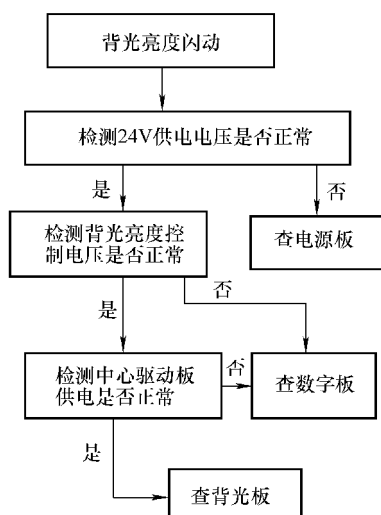 背光亮度闪动
检测24V供电电压是否正常
是
否
检测背光亮度控
制电压是否正常
查电源板
是
否
检测中心驱动板
供电是否正常
否
查数字板
是
查背光板